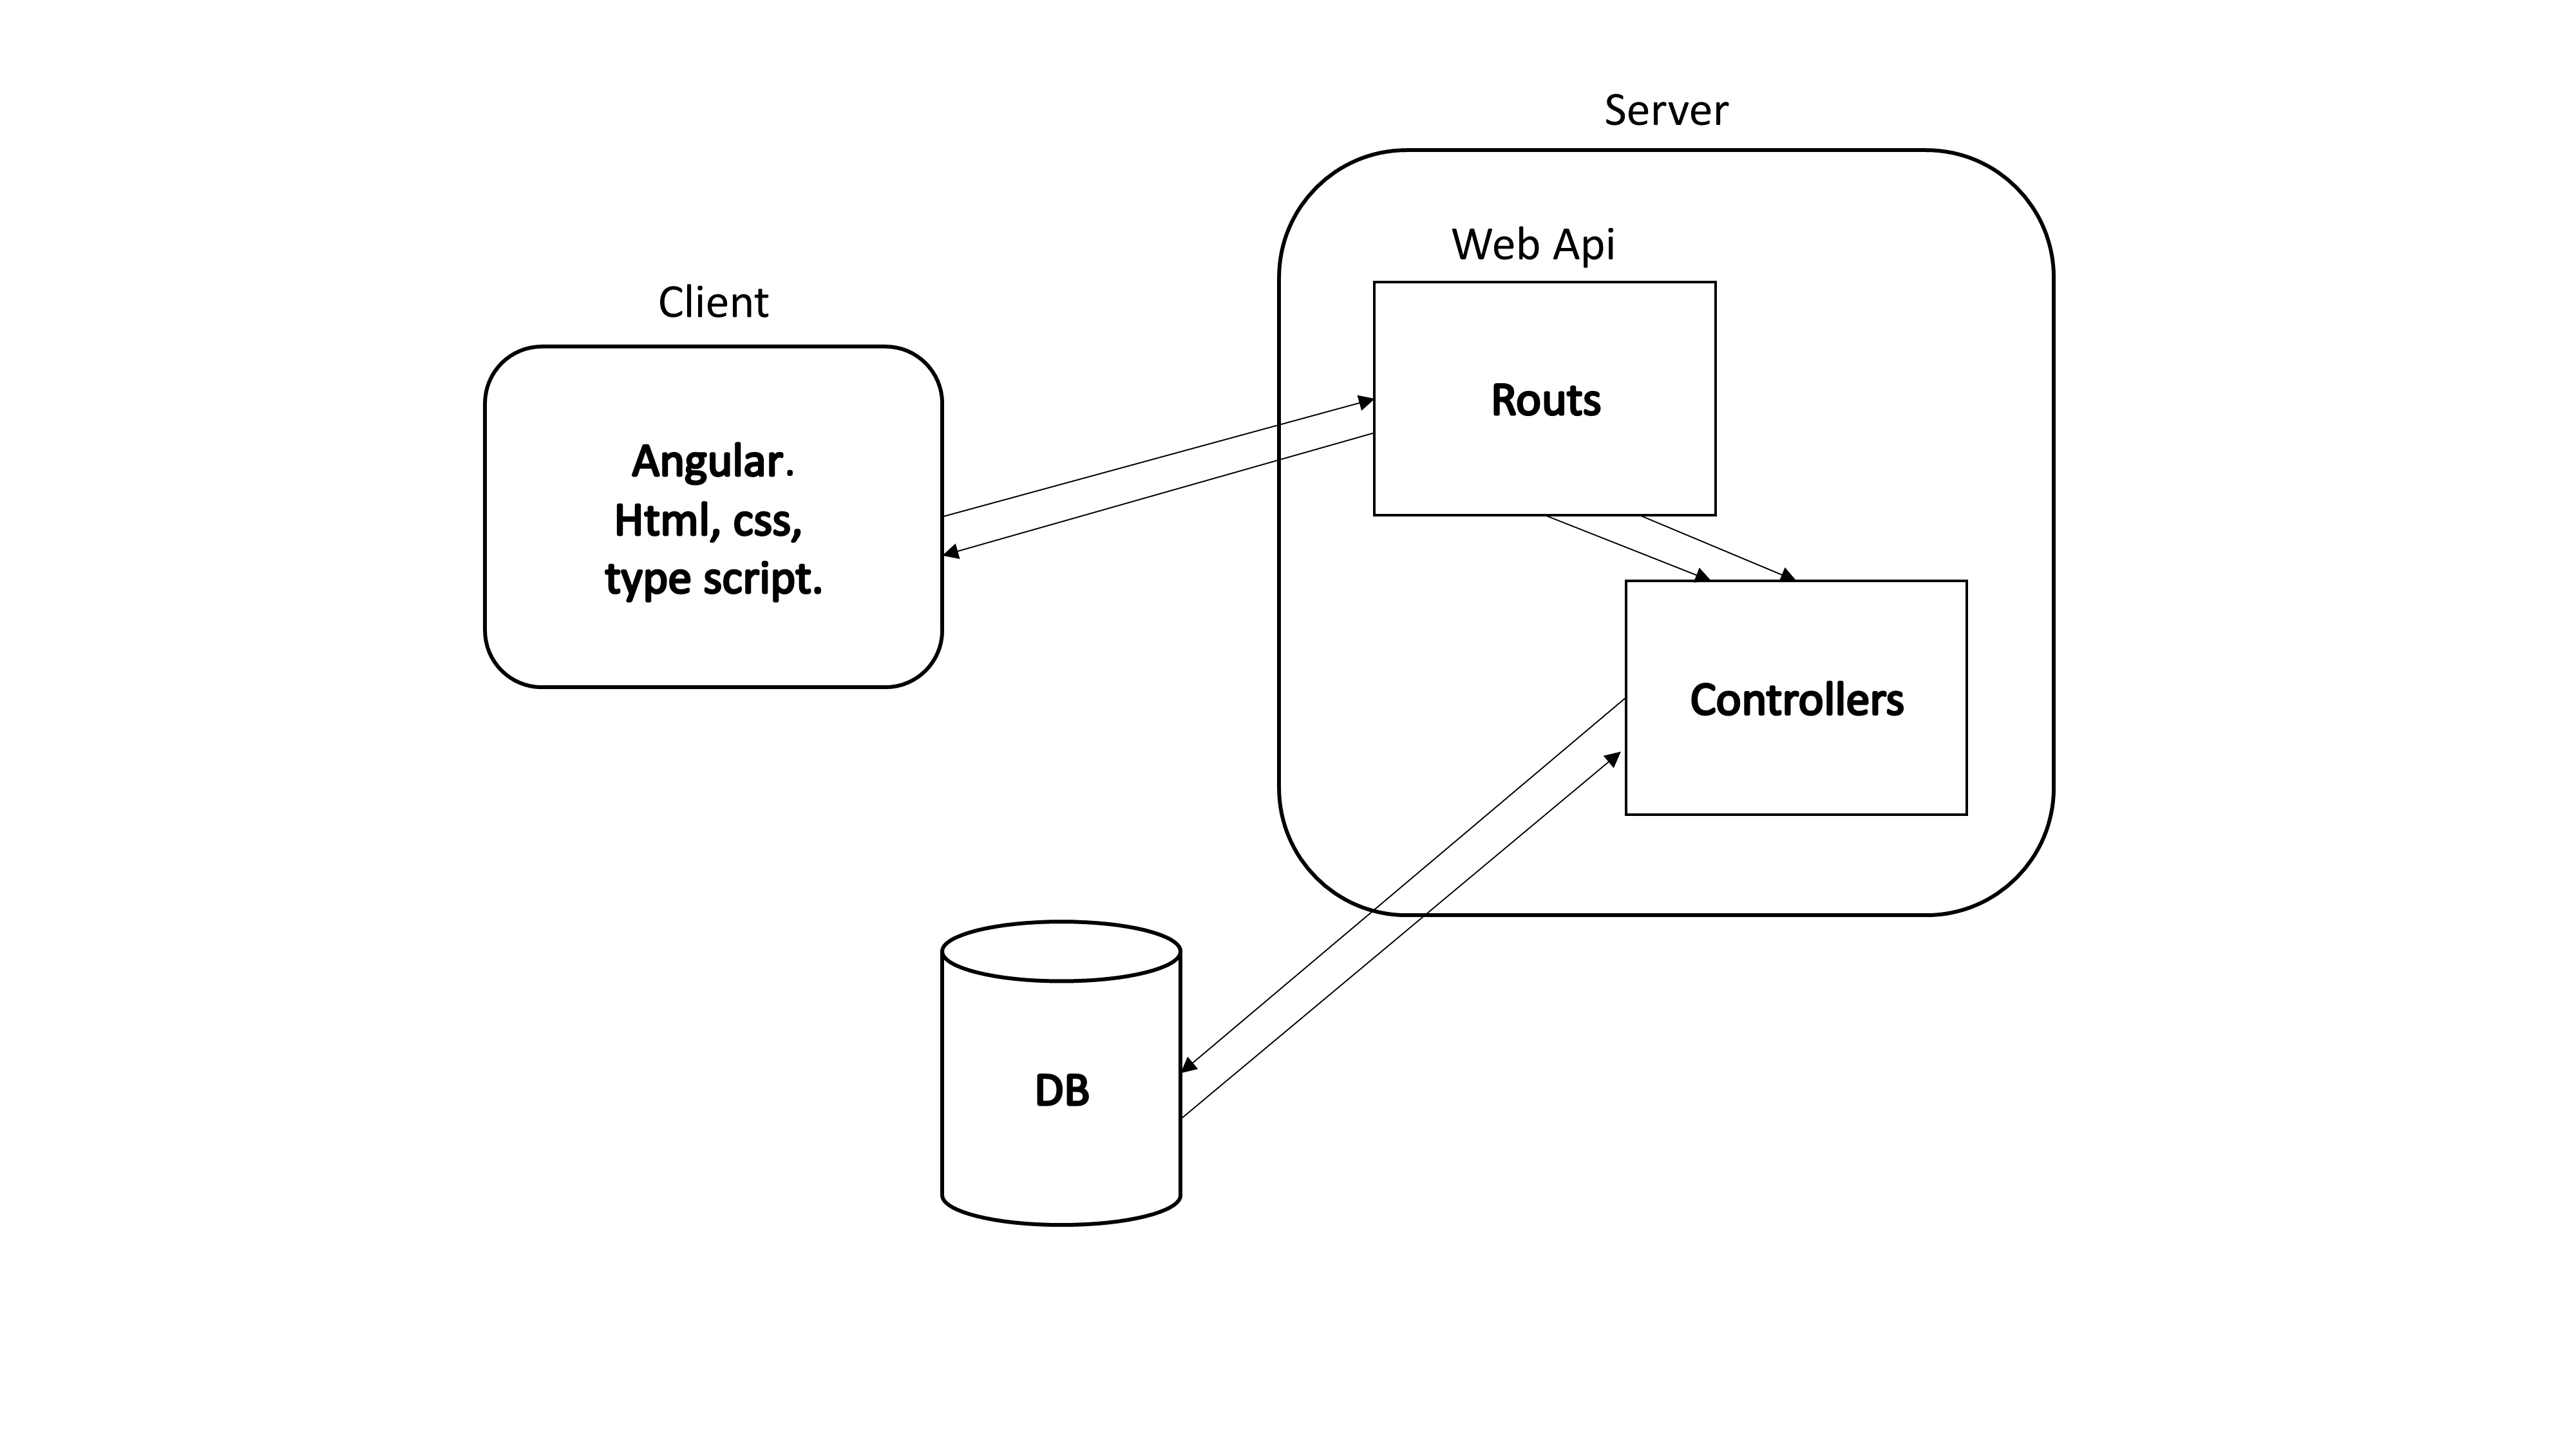 Server
Web Api
Client
Routs
Angular.
Html, css,
type script.
Controllers
DB